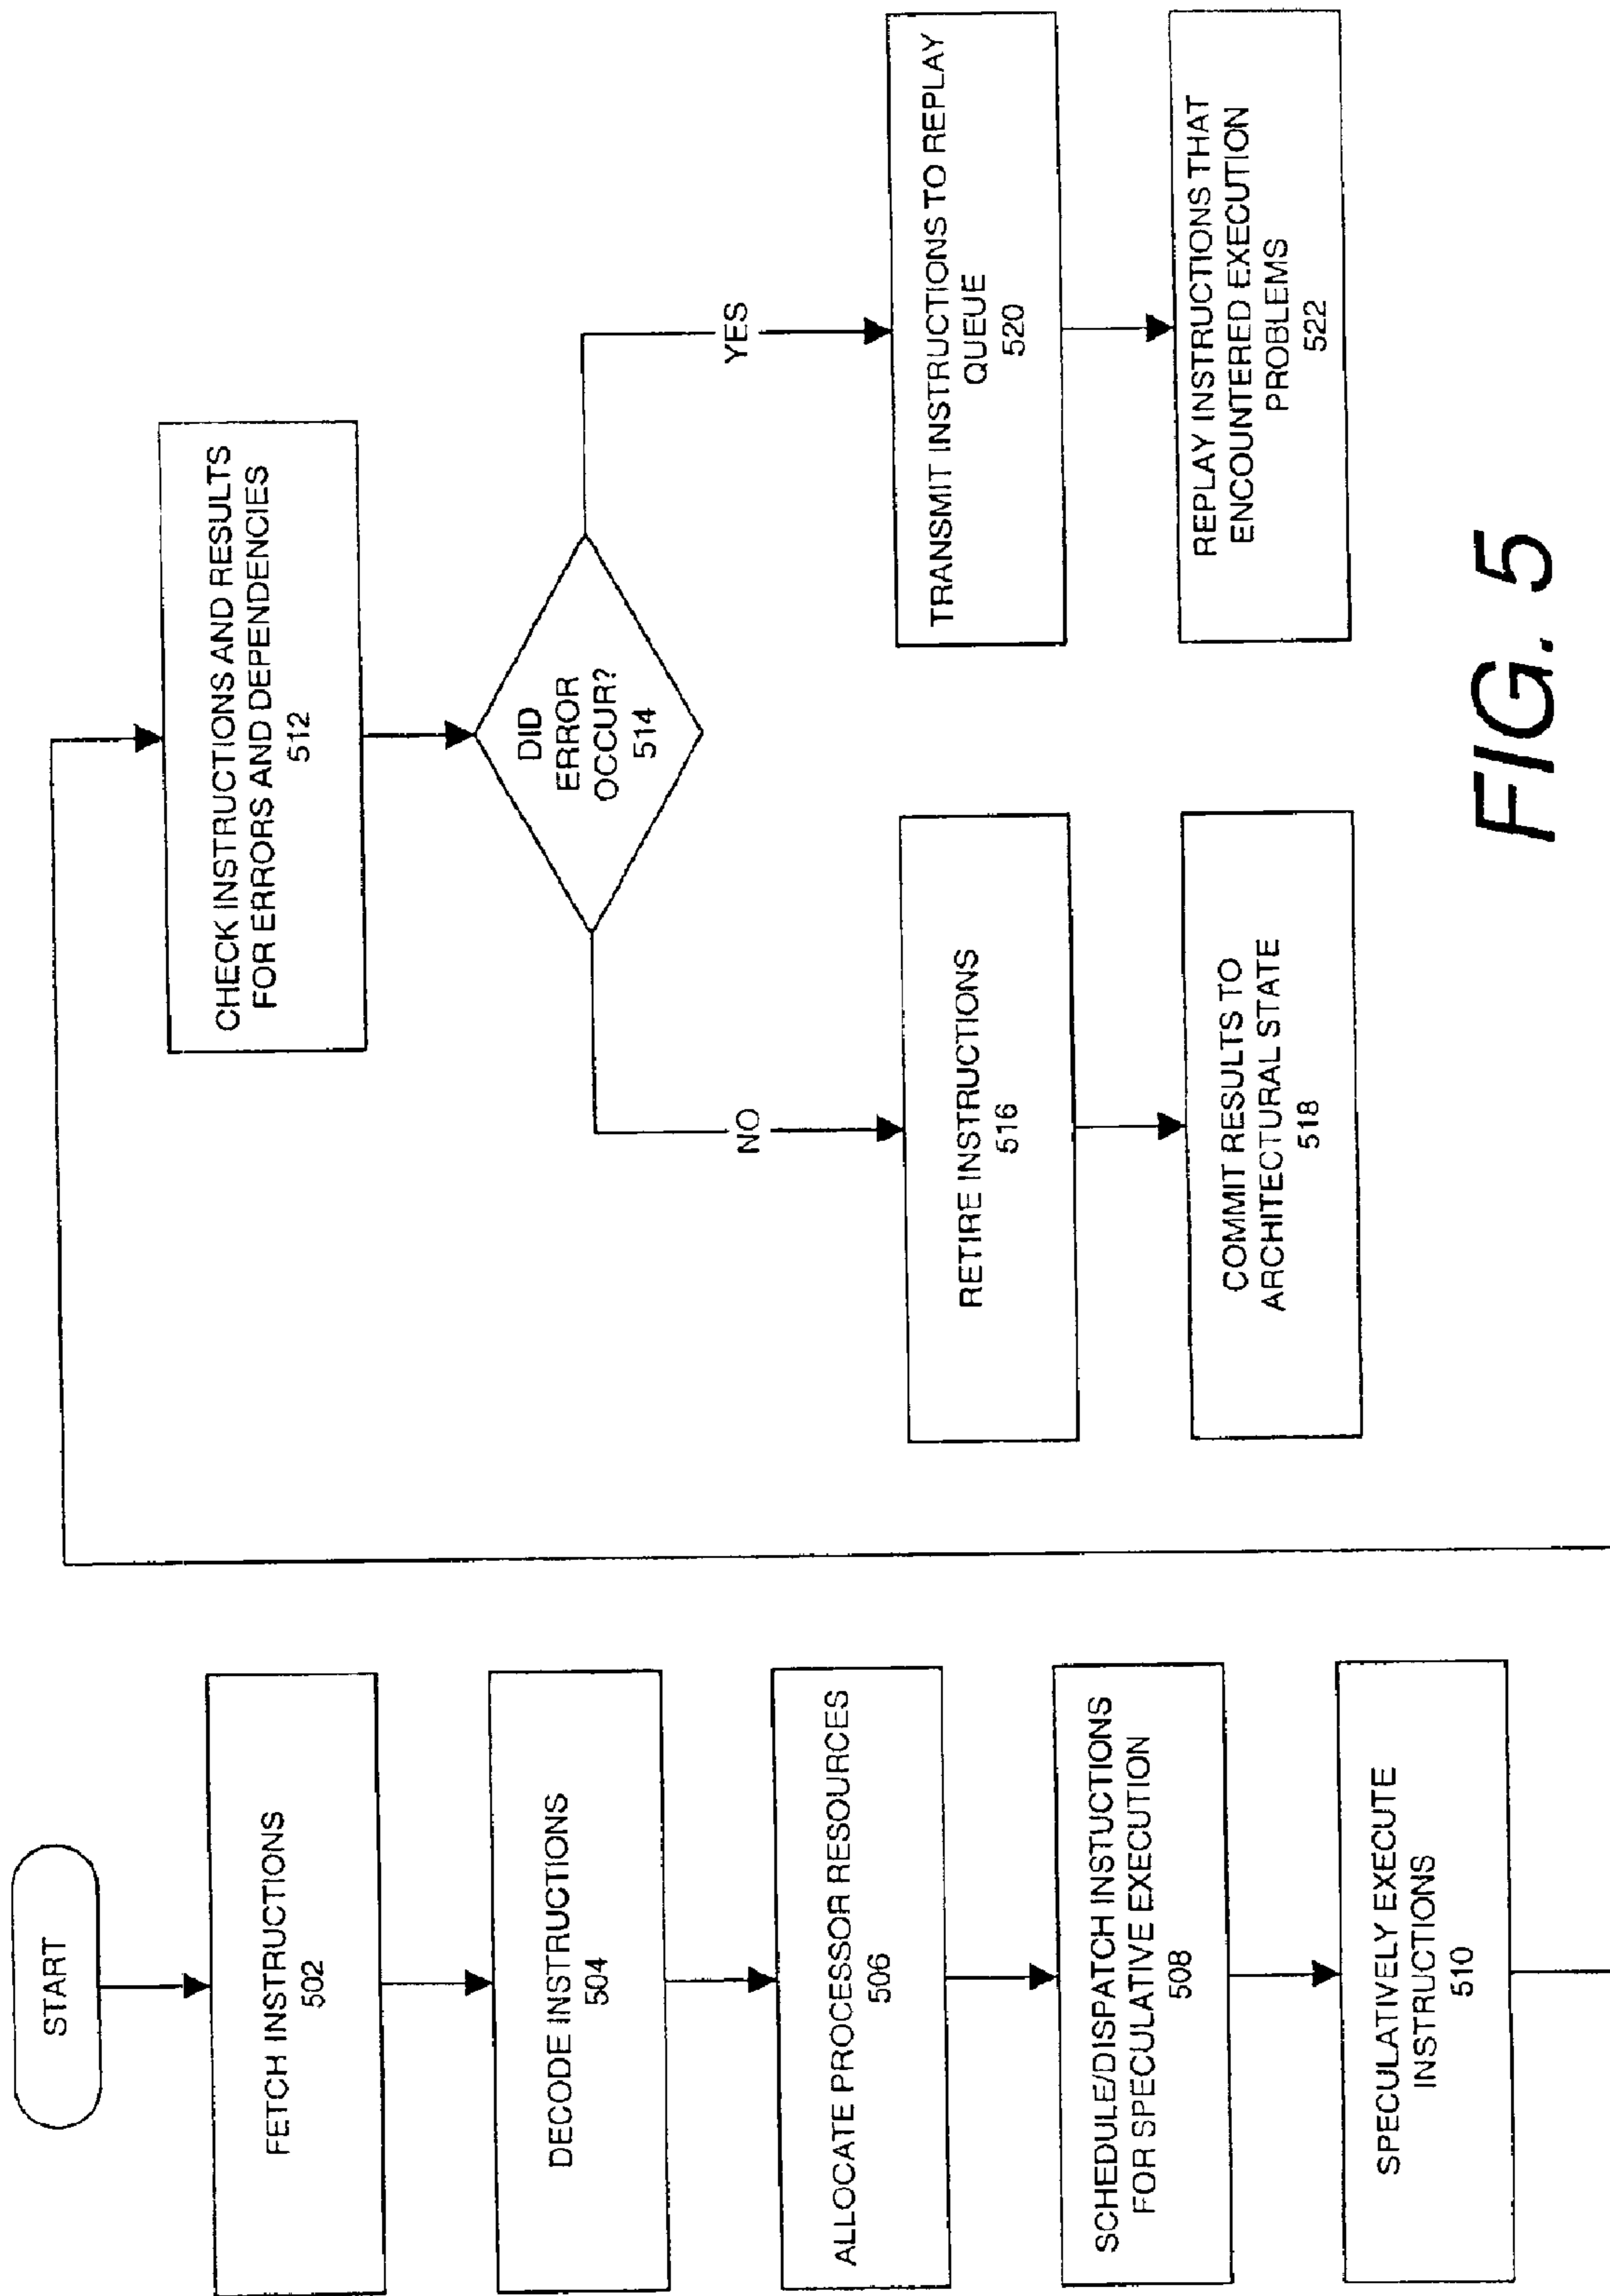 START
FETCH INSTRUCTIONS
502
DECODE INSTRUCTIONS
504
ALLOCATE PROCESSOR RESOURCES
506
SCHEDULE/DISPATCH INSTUCTIONS
FOR SPECULATIVE EXECUTION
508
SPECULATIVELY EXECUTE
INSTRUCTIONS
510
CHECK INSTRUCTIONS AND RESULTS
FOR ERRORS AND DEPENDENCIES
512
DID
ERROR
OCCUR?
514
NO
YES
RETIRE INSTRUCTIONS
516
COMMIT RESULTS TO
ARCHITECTURAL STATE
518
TRANSMIT INSTRUCTIONS TO REPLAY
QUEUE
520
REPLAY INSTRUCTIONS THAT
ENCOUNTERED EXECUTION
PROBLEMS
522
FIG. 5